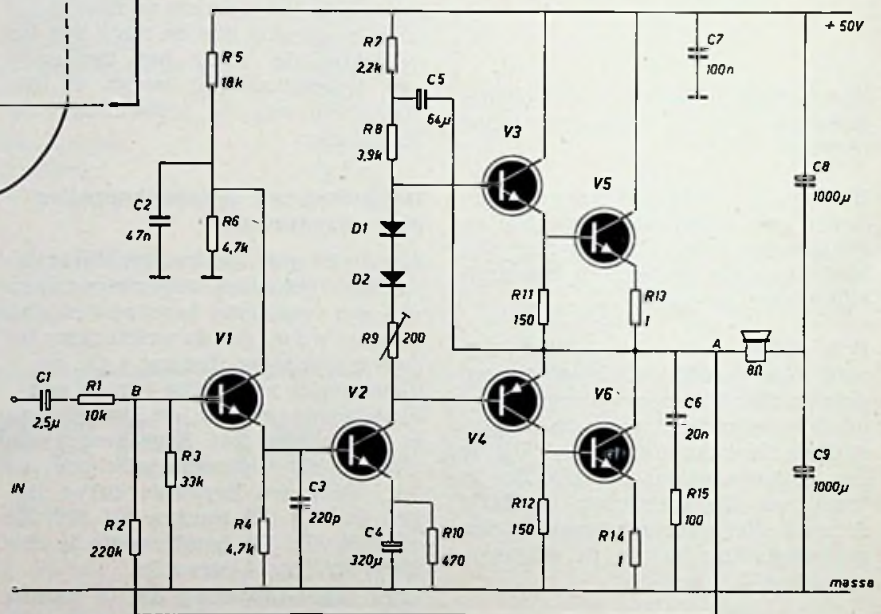 + 50V
R5
18k
R7
2,2k
C5
64µ
C7
100n
R8
3,9k
V3
V5
C8
1000µ
C2
47n
R6
4,7k
D1
D2
R11
150
R13
1
R9 200
A
8Ω
V1
C1
2,5µ
R1
10k
B
V2
V4
V6
C6
20n
C9
1000µ
R3
33k
IN
R2
220k
R4
4,7k
C3
220p
C4
320µ
R10
470
R12
150
R14
1
R15
100
massa